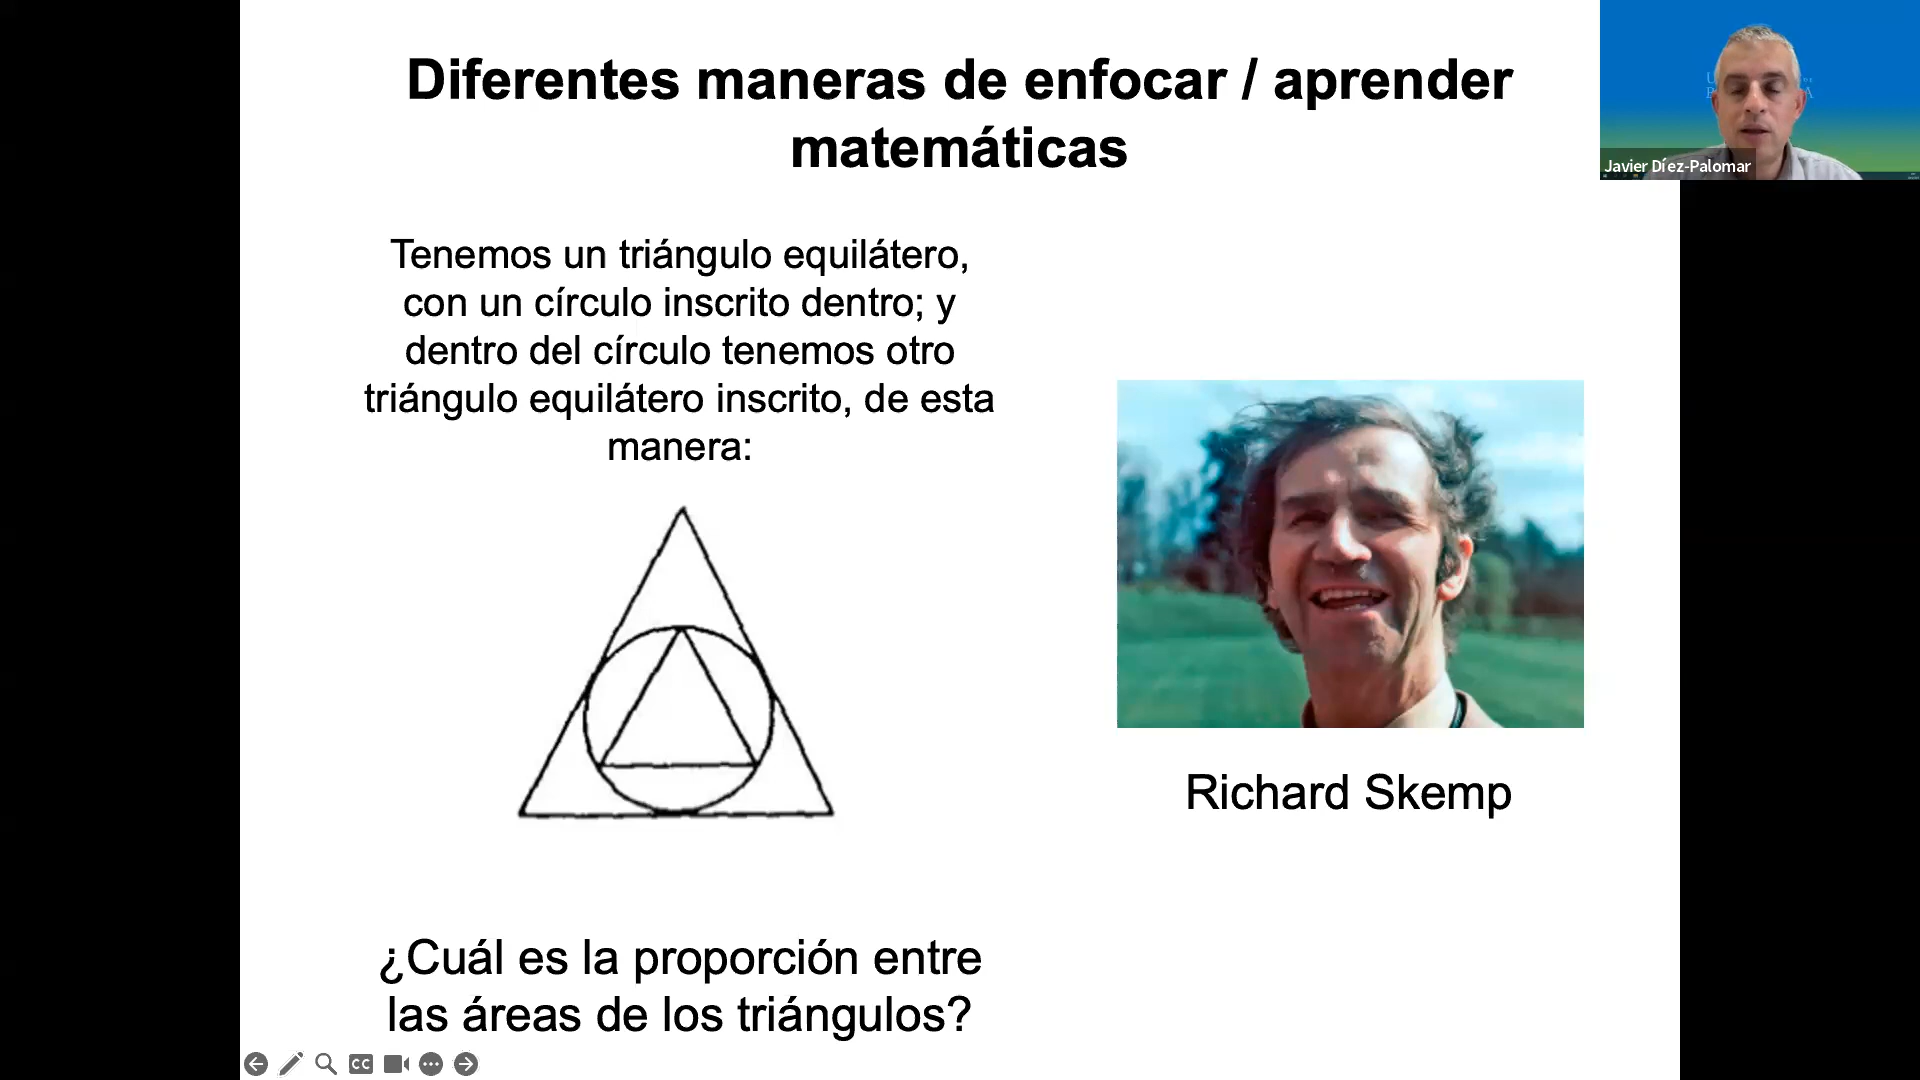 Diferentes maneras de enfocar / aprender
matemáticas
Javier Díez-Palomar
Tenemos un triángulo equilátero,
con un círculo inscrito dentro; y
dentro del círculo tenemos otro
triángulo equilátero inscrito, de esta
manera:
Richard Skemp
¿Cuál es la proporción entre
las áreas de los triángulos?
CC